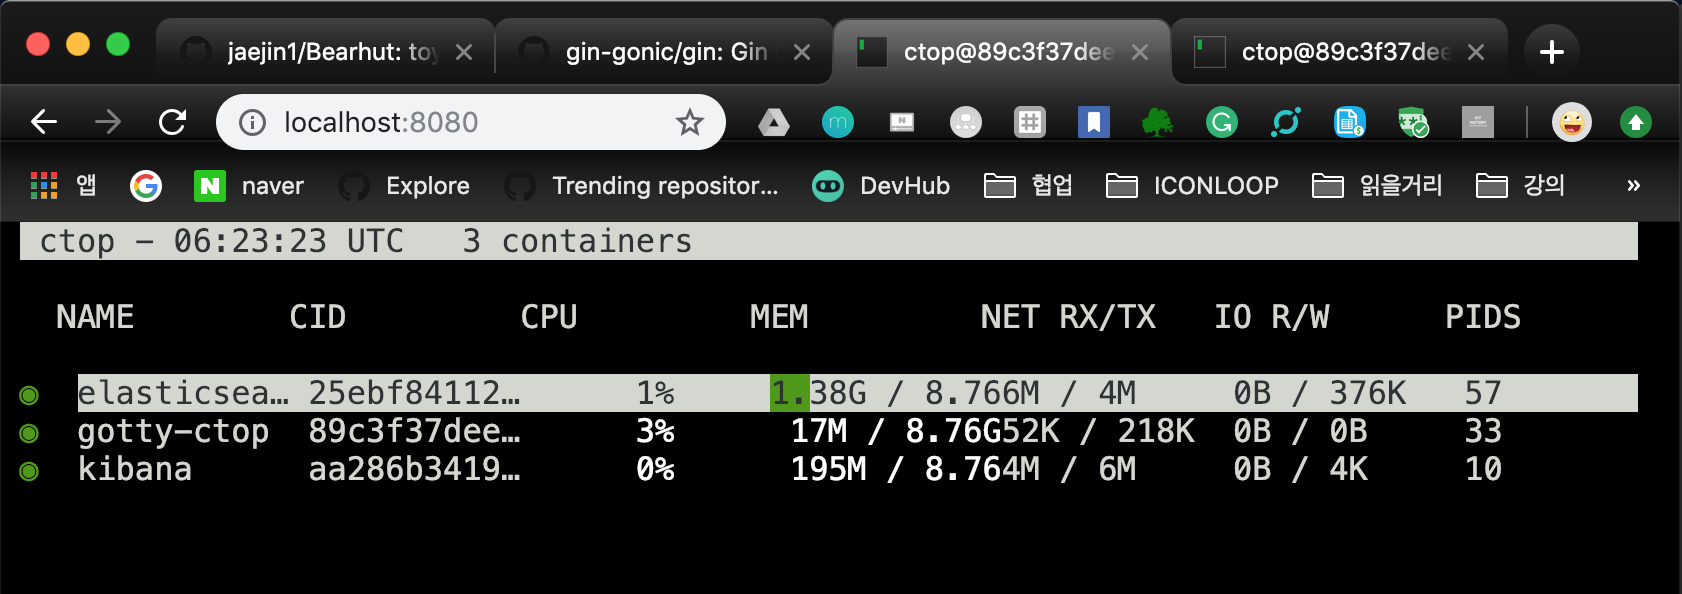 jaejin1/Bearhut: toy
gin-gonic/gin: Gin
ctop@89c3f37dee
ctop@89c3f37dee
localhost:8080
앱
naver
Explore
Trending repositor...
DevHub
협업
ICONLOOP
읽을거리
강의
»
ctop - 06:23:23 UTC 3 containers
NAME CID CPU MEM NET RX/TX IO R/W PIDS
elasticsea… 25ebf84112… 1% 1.38G / 8.766M / 4M 0B / 376K 57
gotty-ctop 89c3f37dee… 3% 17M / 8.76G52K / 218K 0B / 0B 33
kibana aa286b3419… 0% 195M / 8.764M / 6M 0B / 4K 10